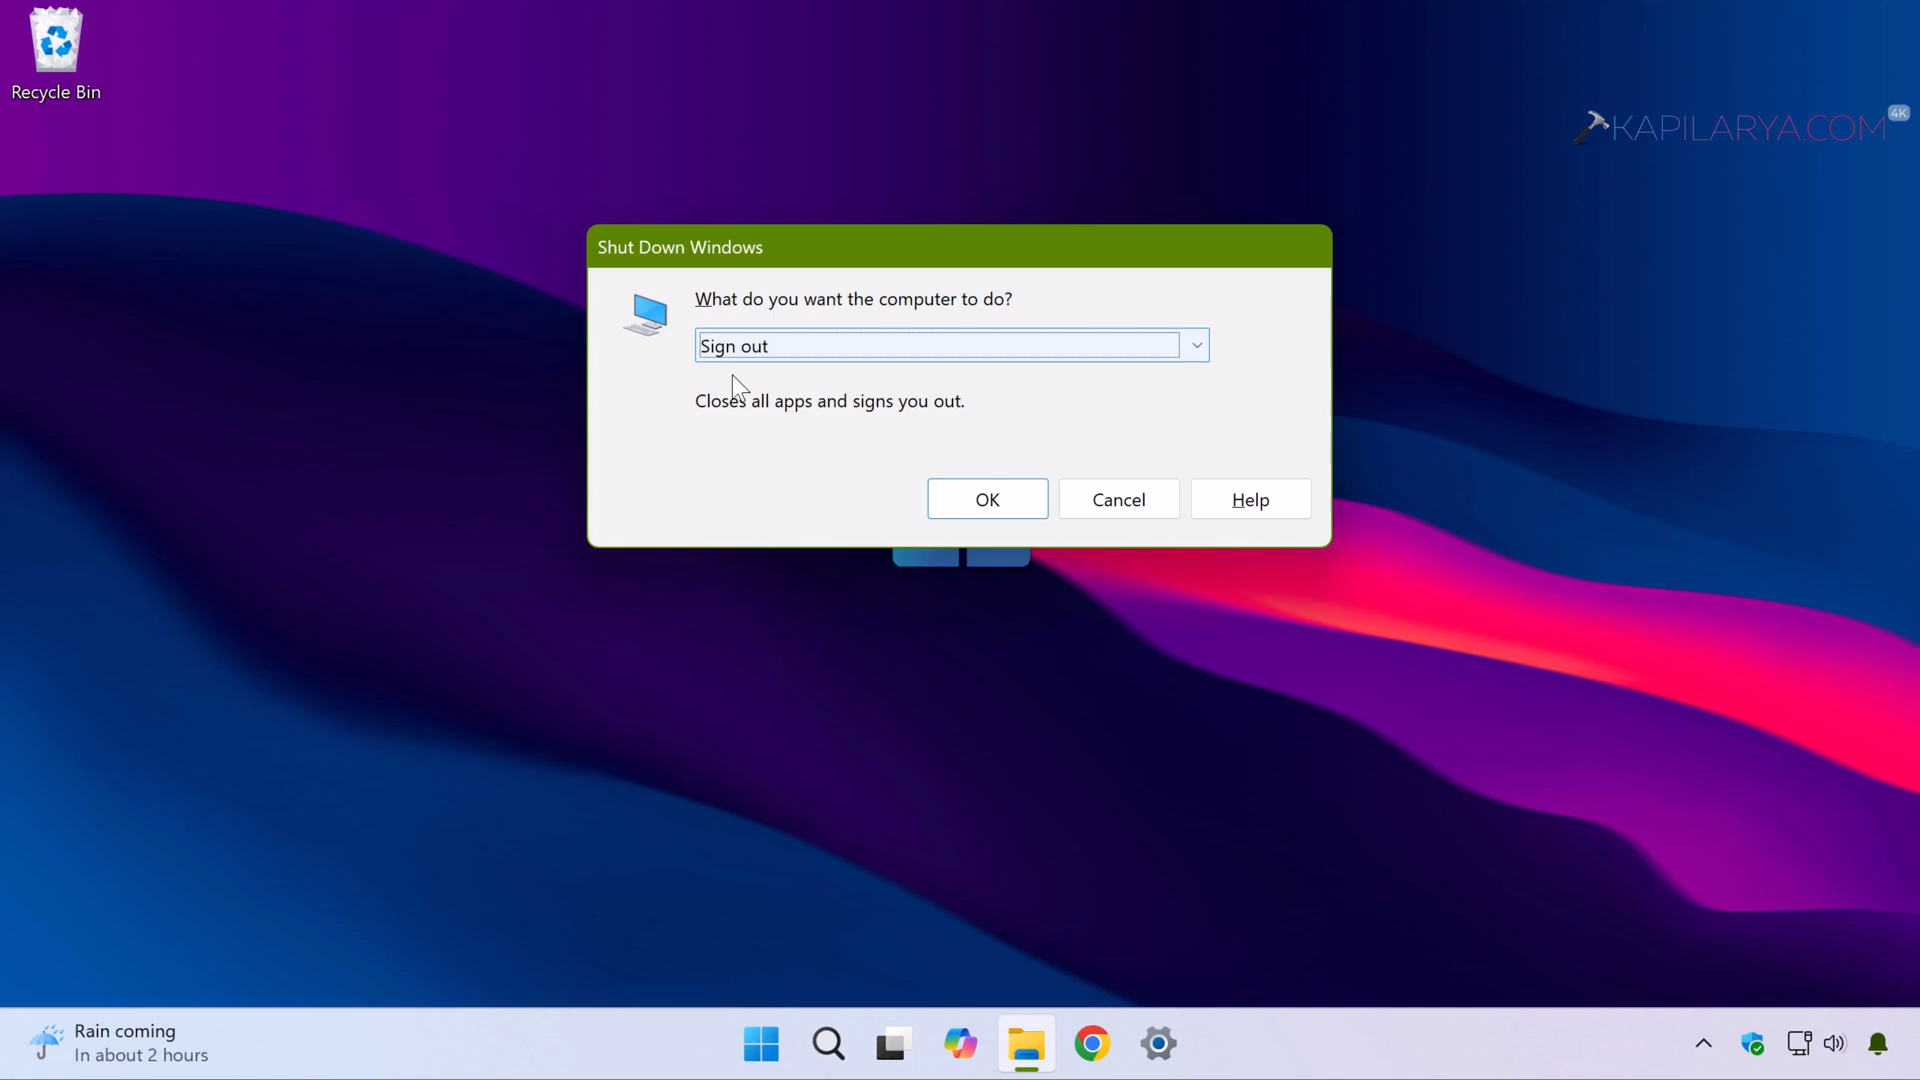 Recycle Bin
KAPILARYA.COM
4K
Shut Down Windows
What do you want the computer to do?
Sign out
Closes all apps and signs you out.
OK
Cancel
Help
Rain coming
In about 2 hours